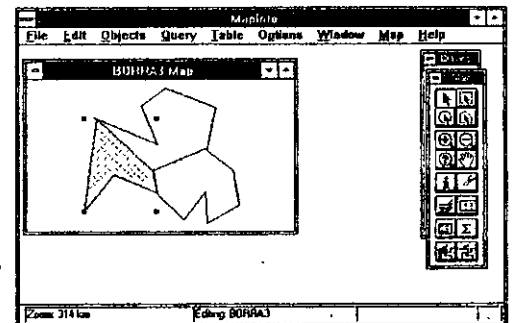 MapInfo
File Edit Objects Query Table Options Window Map Help
BORRA3 Map
Zoom: 314 km Editing: BORRA3